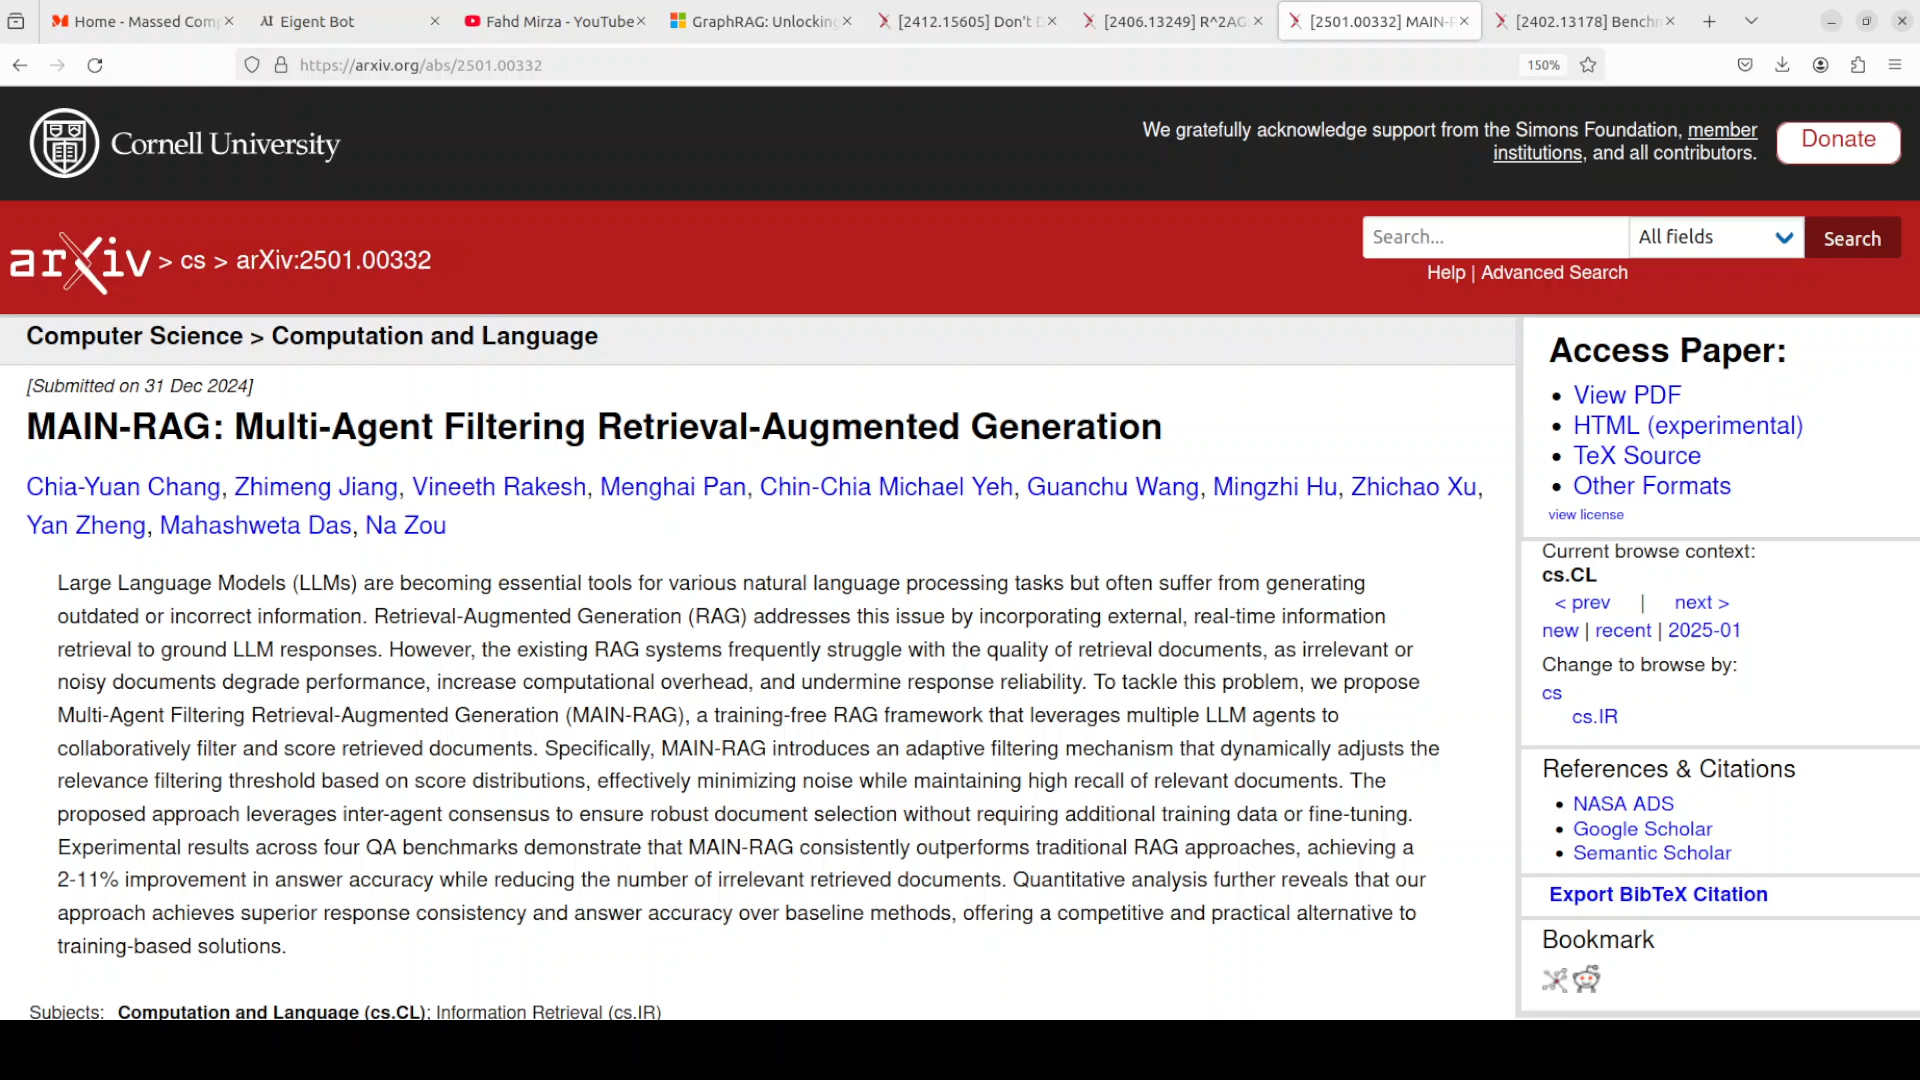 Home - Massed Com
Eigent Bot
Fahd Mirza - YouTube
GraphRAG: Unlocking
[2412.15605] Don't D
[2406.13249] R^2AG
[2501.00332] MAIN-R
[2402.13178] Benchm
https://arxiv.org/abs/2501.00332
150%
Cornell University
We gratefully acknowledge support from the Simons Foundation, member
institutions, and all contributors.
Donate
arXiv > cs > arXiv:2501.00332
Search...
All fields
Search
Help | Advanced Search
Computer Science > Computation and Language
[Submitted on 31 Dec 2024]
MAIN-RAG: Multi-Agent Filtering Retrieval-Augmented Generation
Chia-Yuan Chang, Zhimeng Jiang, Vineeth Rakesh, Menghai Pan, Chin-Chia Michael Yeh, Guanchu Wang, Mingzhi Hu, Zhichao Xu,
Yan Zheng, Mahashweta Das, Na Zou
Large Language Models (LLMs) are becoming essential tools for various natural language processing tasks but often suffer from generating
outdated or incorrect information. Retrieval-Augmented Generation (RAG) addresses this issue by incorporating external, real-time information
retrieval to ground LLM responses. However, the existing RAG systems frequently struggle with the quality of retrieval documents, as irrelevant or
noisy documents degrade performance, increase computational overhead, and undermine response reliability. To tackle this problem, we propose
Multi-Agent Filtering Retrieval-Augmented Generation (MAIN-RAG), a training-free RAG framework that leverages multiple LLM agents to
collaboratively filter and score retrieved documents. Specifically, MAIN-RAG introduces an adaptive filtering mechanism that dynamically adjusts the
relevance filtering threshold based on score distributions, effectively minimizing noise while maintaining high recall of relevant documents. The
proposed approach leverages inter-agent consensus to ensure robust document selection without requiring additional training data or fine-tuning.
Experimental results across four QA benchmarks demonstrate that MAIN-RAG consistently outperforms traditional RAG approaches, achieving a
2-11% improvement in answer accuracy while reducing the number of irrelevant retrieved documents. Quantitative analysis further reveals that our
approach achieves superior response consistency and answer accuracy over baseline methods, offering a competitive and practical alternative to
training-based solutions.
Subjects: Computation and Language (cs.CL); Information Retrieval (cs.IR)
Access Paper:
View PDF
HTML (experimental)
TeX Source
Other Formats
view license
Current browse context:
cs.CL
< prev | next >
new | recent | 2025-01
Change to browse by:
cs
cs.IR
References & Citations
NASA ADS
Google Scholar
Semantic Scholar
Export BibTeX Citation
Bookmark